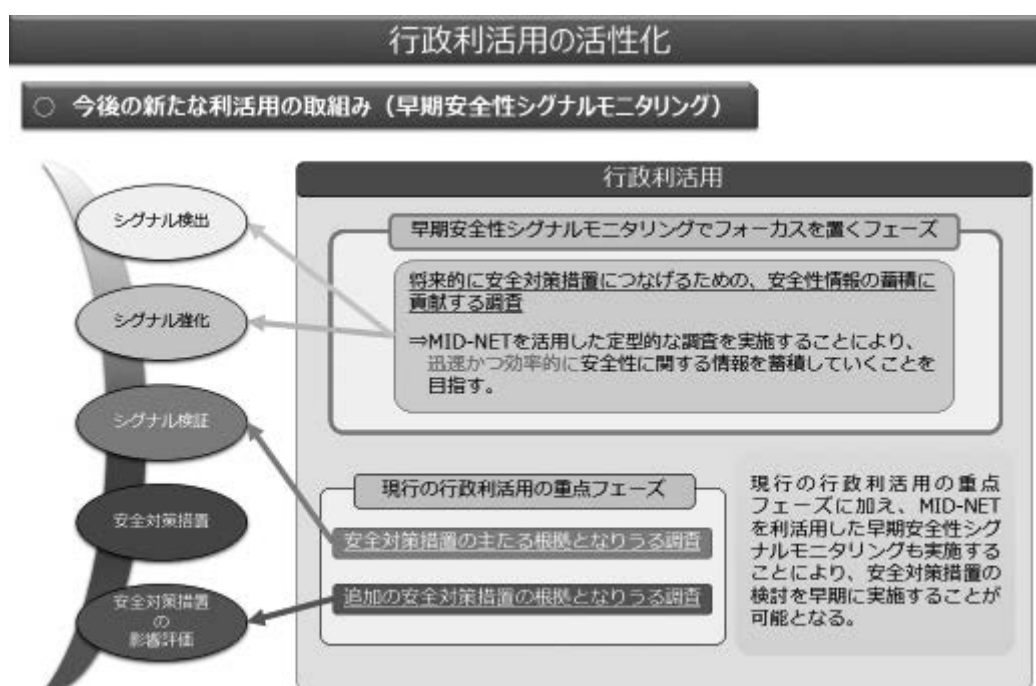 行政利活用の活性化
○ 今後の新たな利活用の取組み（早期安全性シグナルモニタリング）
シグナル検出
シグナル強化
シグナル検証
安全対策措置
安全対策措置
の
影響評価
行政利活用
早期安全性シグナルモニタリングでフォーカスを置くフェーズ
将来的に安全対策措置につなげるための、安全性情報の蓄積に
貢献する調査
⇒MID-NETを活用した定型的な調査を実施することにより、
迅速かつ効率的に安全性に関する情報を蓄積していくことを
目指す。
現行の行政利活用の重点フェーズ
安全対策措置の主たる根拠となりうる調査
追加の安全対策措置の根拠となりうる調査
現行の行政利活用の重点
フェーズに加え、MID-NET
を利活用した早期安全性シグ
ナルモニタリングも実施する
ことにより、安全対策措置の
検討を早期に実施することが
可能となる。